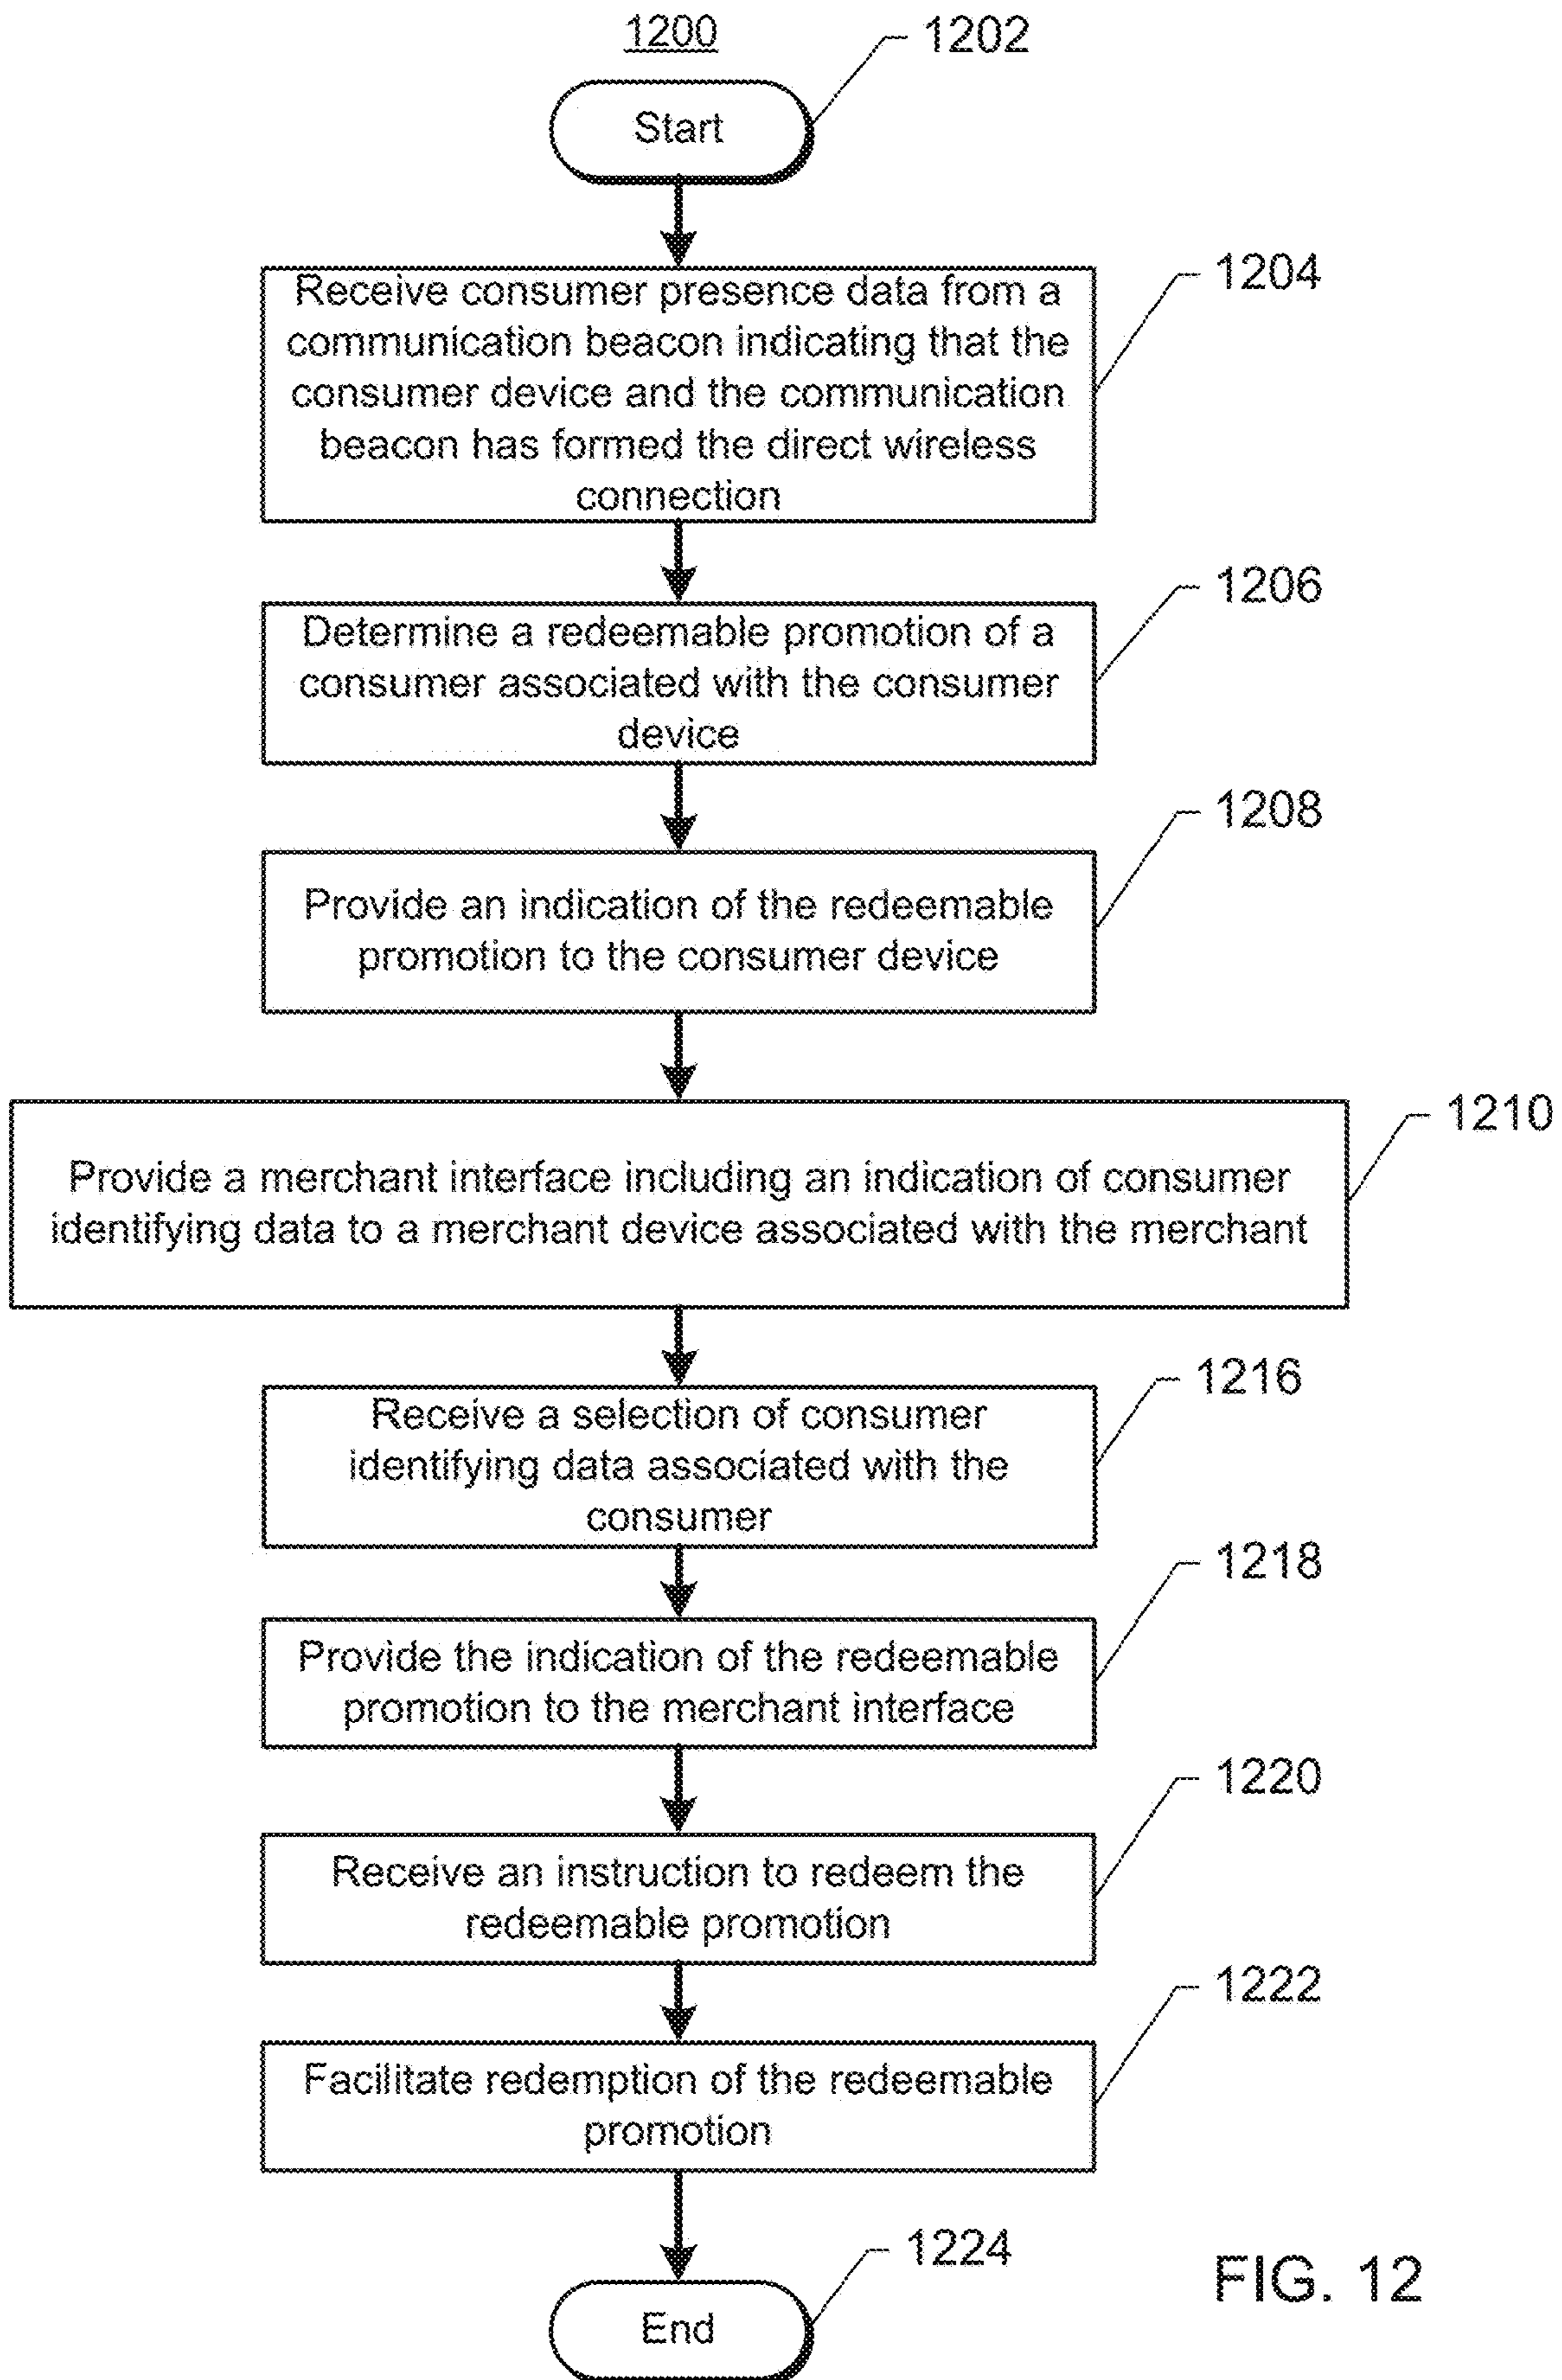 1200
1202
Start
1204
Receive consumer presence data from a
communication beacon indicating that the
consumer device and the communication
beacon has formed the direct wireless
connection
1206
Determine a redeemable promotion of a
consumer associated with the consumer
device
1208
Provide an indication of the redeemable
promotion to the consumer device
1210
Provide a merchant interface including an indication of consumer
identifying data to a merchant device associated with the merchant
1216
Receive a selection of consumer
identifying data associated with the
consumer
1218
Provide the indication of the redeemable
promotion to the merchant interface
1220
Receive an instruction to redeem the
redeemable promotion
1222
Facilitate redemption of the redeemable
promotion
1224
End
FIG. 12